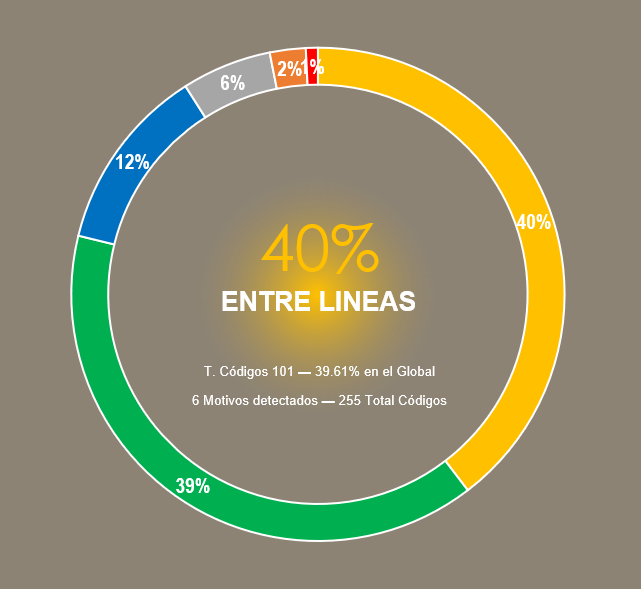 2%
1%
6%
12%
40%
40%
ENTRE LINEAS
T. Códigos 101 — 39.61% en el Global
6 Motivos detectados — 255 Total Códigos
39%